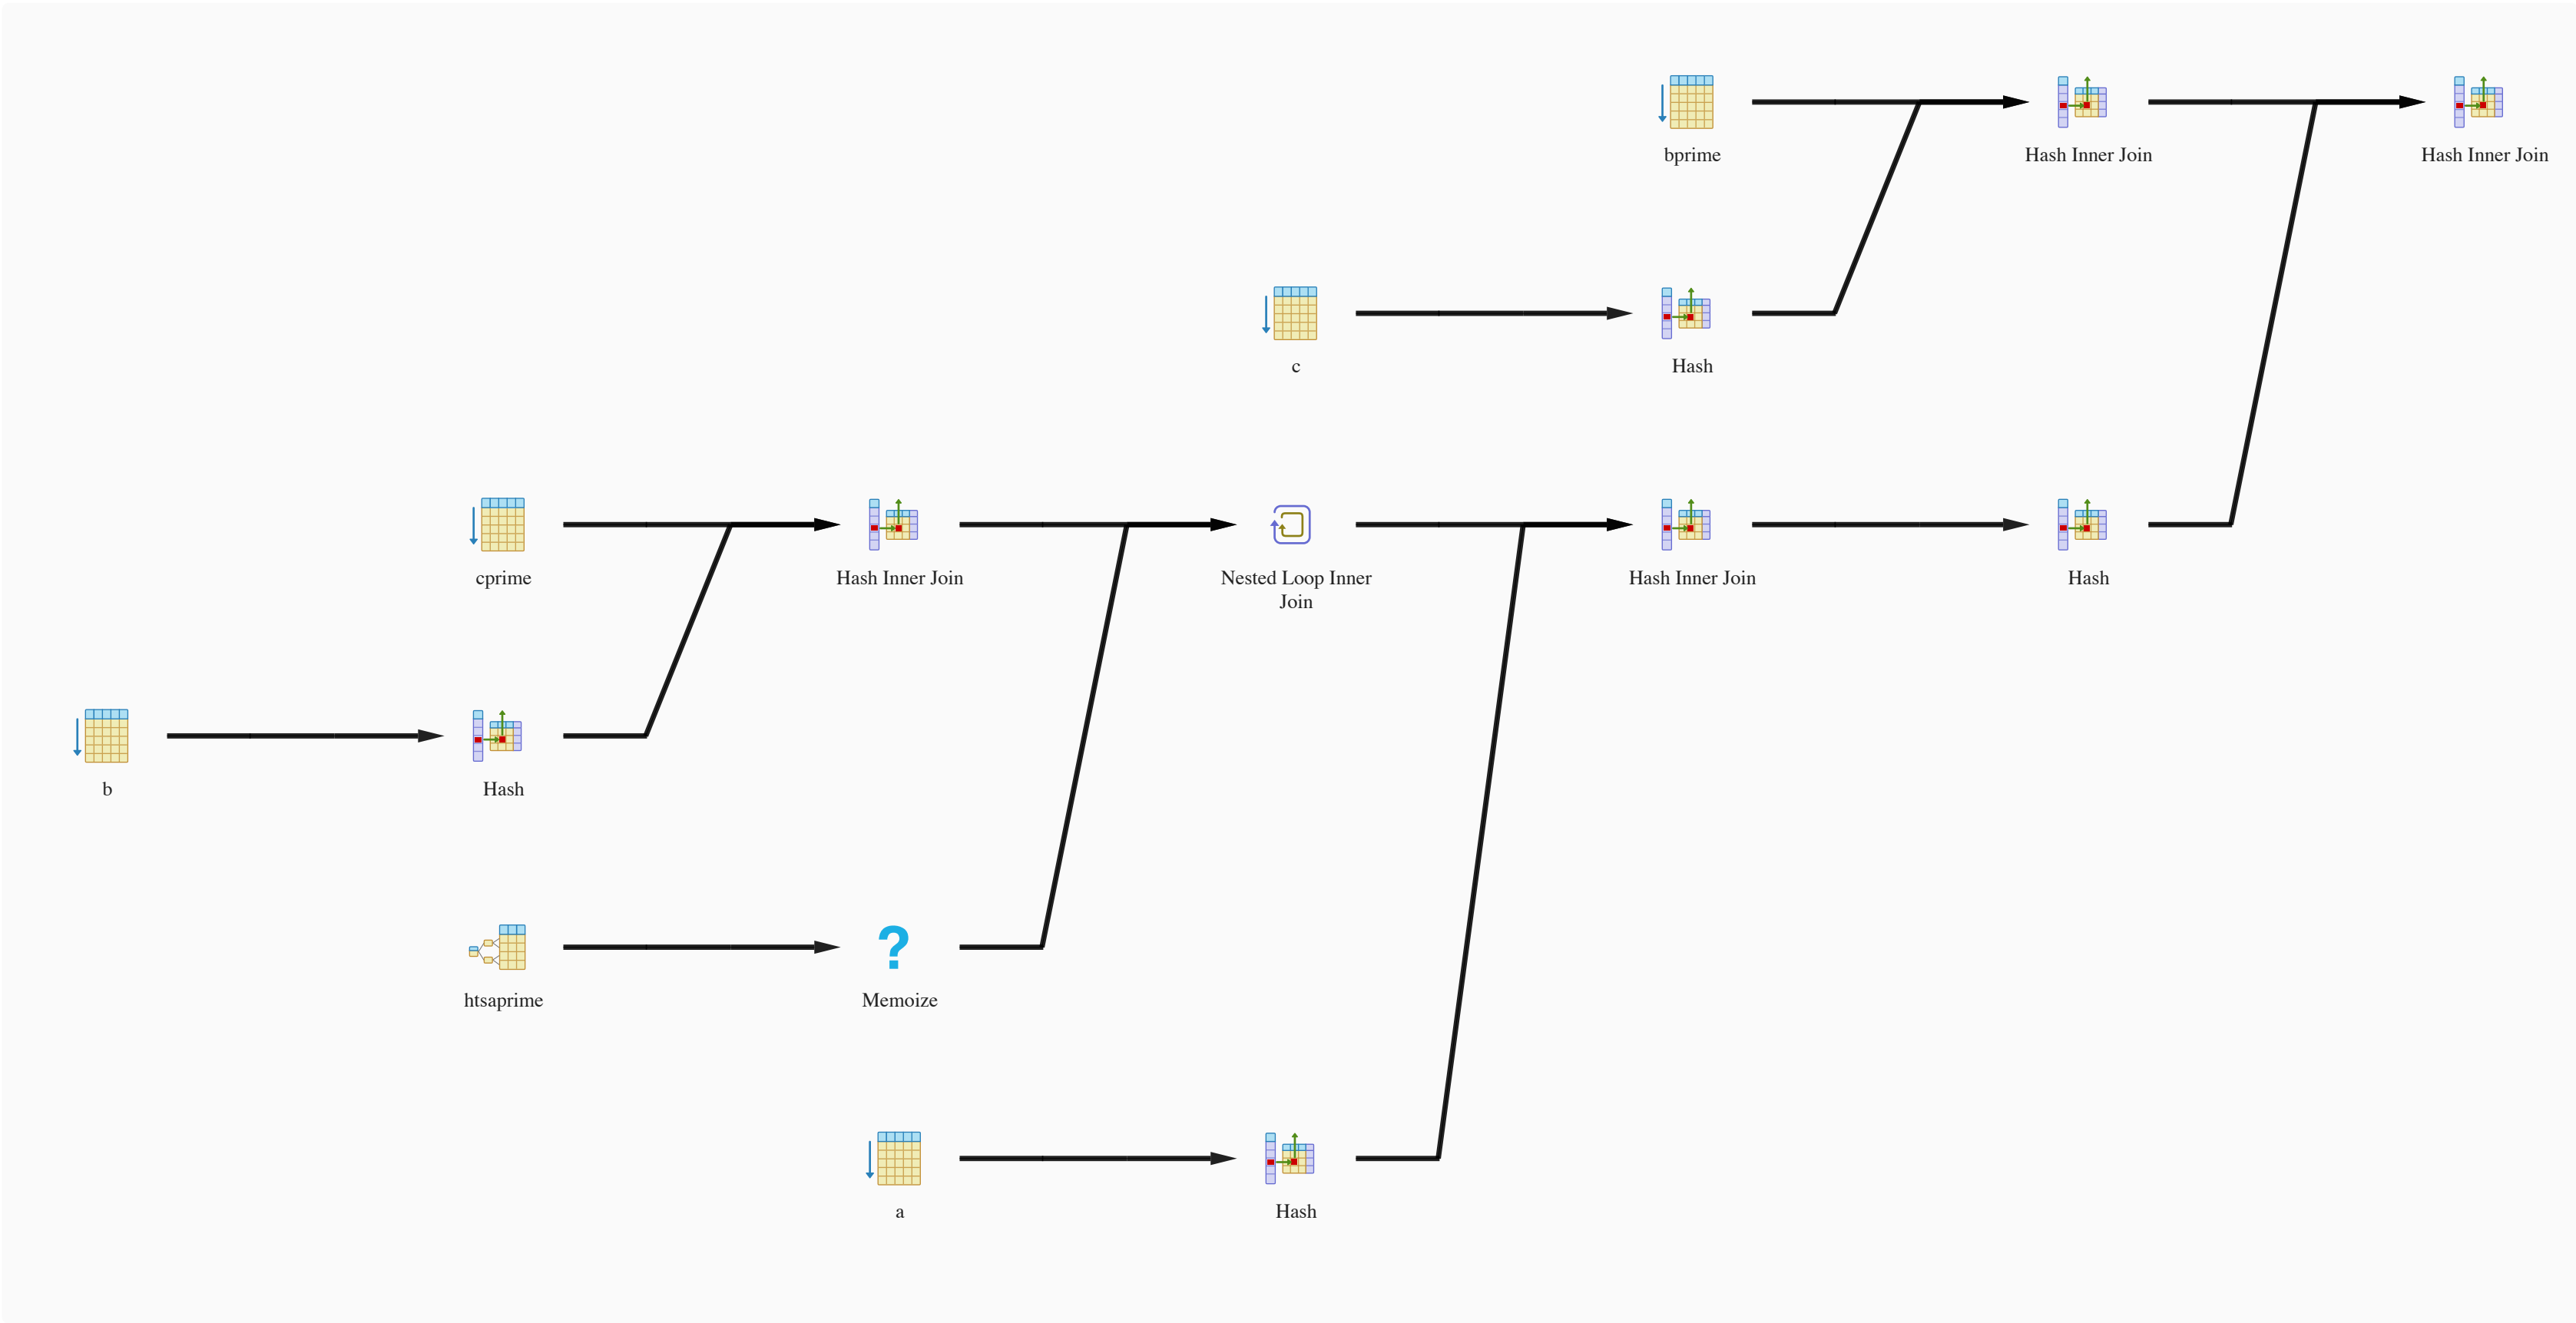 bprime
Hash Inner Join
Hash Inner Join
c
Hash
cprime
Hash Inner Join
Nested Loop Inner
Join
Hash Inner Join
Hash
b
Hash
htsaprime
?
Memoize
a
Hash